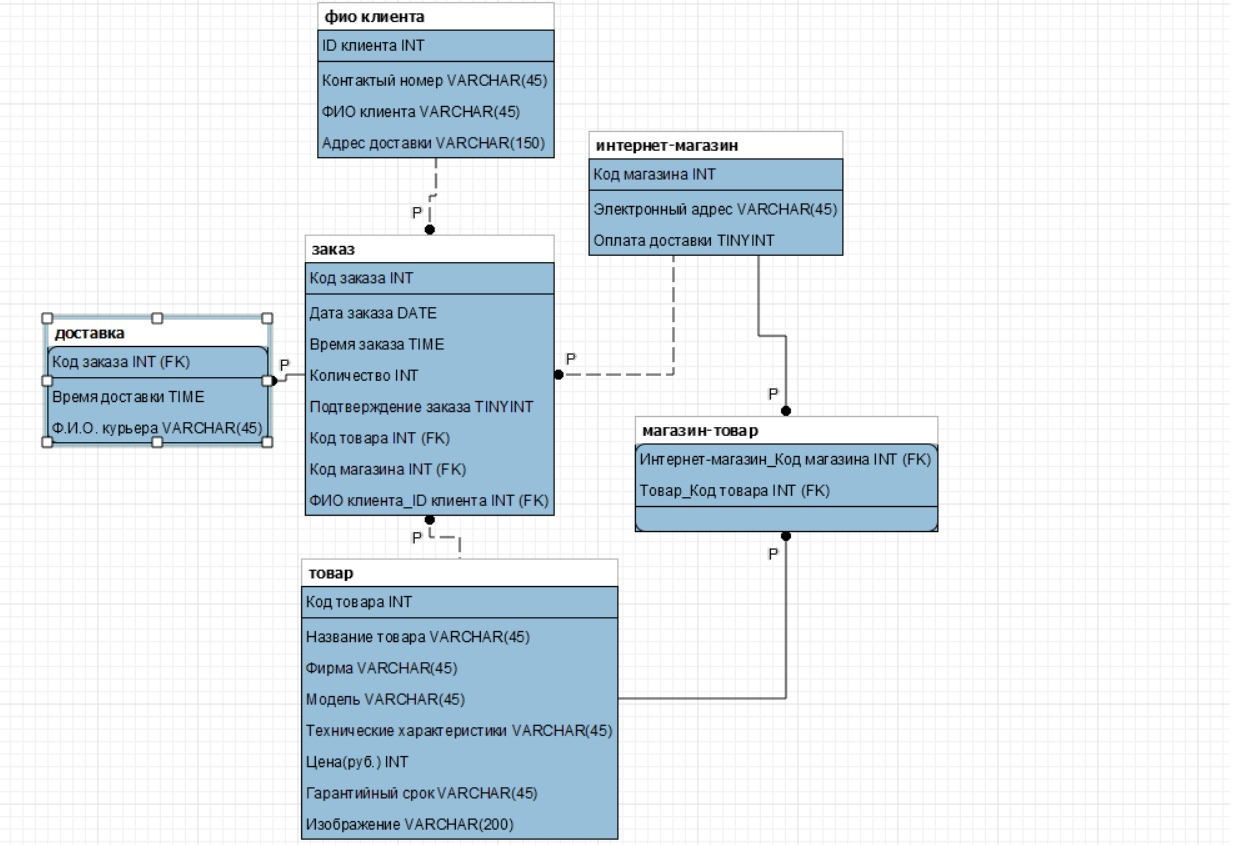 фио клиента
ID клиента INT
Контактый номер VARCHAR(45)
ФИО клиента VARCHAR(45)
Адрес доставки VARCHAR(150)
интернет-магазин
Код магазина INT
Электронный адрес VARCHAR(45)
Оплата доставки TINYINT
P
заказ
Код заказа INT
Дата заказа DATE
Время заказа TIME
Количество INT
Подтверждение заказа TINYINT
Код товара INT (FK)
Код магазина INT (FK)
ФИО клиента_ID клиента INT (FK)
доставка
Код заказа INT (FK)
Время доставки TIME
Ф.И.О. курьера VARCHAR(45)
P
P
P
магазин-товар
Интернет-магазин_Код магазина INT (FK)
Товар_Код товара INT (FK)
P
P
товар
Код товара INT
Название товара VARCHAR(45)
Фирма VARCHAR(45)
Модель VARCHAR(45)
Технические характеристики VARCHAR(45)
Цена(руб.) INT
Гарантийный срок VARCHAR(45)
Изображение VARCHAR(200)